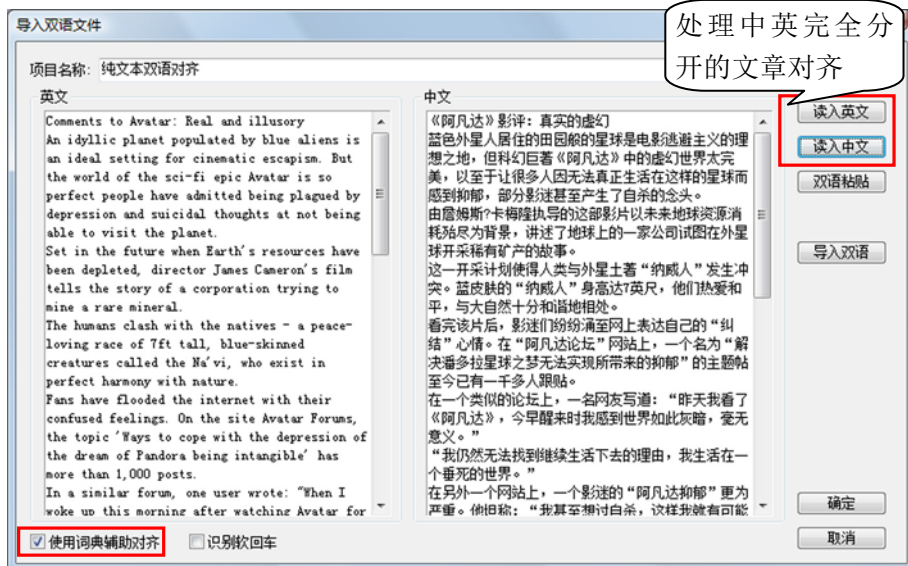 导入双语文件
处理中英完全分
开的文章对齐
项目名称: 纯文本双语对齐
英文
Comments to Avatar: Real and illusory
An idyllic planet populated by blue aliens is
an ideal setting for cinematic escapism. But
the world of the sci-fi epic Avatar is so
perfect people have admitted being plagued by
depression and suicidal thoughts at not being
able to visit the planet.
Set in the future when Earth's resources have
been depleted, director James Cameron's film
tells the story of a corporation trying to
mine a rare mineral.
The humans clash with the natives - a peace-
loving race of 7ft tall, blue-skinned
creatures called the Na'vi, who exist in
perfect harmony with nature.
Fans have flooded the internet with their
confused feelings. On the site Avatar Forums,
the topic 'Ways to cope with the depression of
the dream of Pandora being intangible' has
more than 1,000 posts.
In a similar forum, one user wrote: "When I
woke up this morning after watching Avatar for
中文
《阿凡达》影评：真实的虚幻
蓝色外星人居住的田园般的星球是电影逃避主义的理
想之地，但科幻巨著《阿凡达》中的虚幻世界太完
美，以至于让很多人因无法真正生活在这样的星球而
感到抑郁，部分影迷甚至产生了自杀的念头。
由詹姆斯?卡梅隆执导的这部影片以未来地球资源消
耗殆尽为背景，讲述了地球上的一家公司试图在外星
球开采稀有矿产的故事。
这一开采计划使得人类与外星土著“纳威人”发生冲
突。蓝皮肤的“纳威人”身高达7英尺，他们热爱和
平，与大自然十分和谐地相处。
看完该片后，影迷们纷纷涌至网上表达自己的“纠
结”心情。在“阿凡达论坛”网站上，一个名为“解
决潘多拉星球之梦无法实现所带来的抑郁”的主题帖
至今已有一千多人跟贴。
在一个类似的论坛上，一名网友写道：“昨天我看了
《阿凡达》，今早醒来时我感到世界如此灰暗，毫无
意义。”
“我仍然无法找到继续生活下去的理由，我生活在一
个垂死的世界。”
在另外一个网站上，一个影迷的“阿凡达抑郁”更为
严重。他坦称：“我甚至想过自杀，这样我就有可能
读入英文
读入中文
双语粘贴
导入双语
确定
取消
使用词典辅助对齐
识别软回车